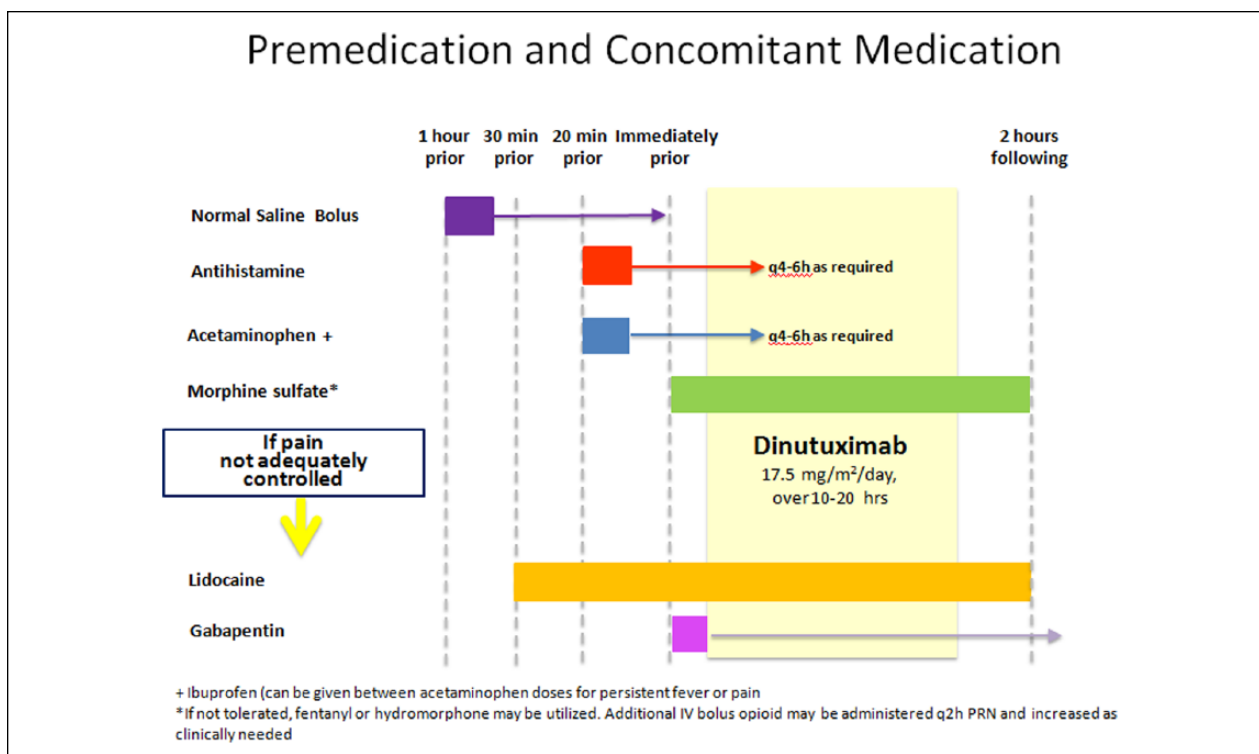 Premedication and Concomitant Medication
1 hour prior
30 min prior
20 min prior
Immediately prior
2 hours following
Normal Saline Bolus
Antihistamine
q4-6h as required
Acetaminophen +
q4-6h as required
Morphine sulfate*
If pain
not adequately
controlled
Dinutuximab
17.5 mg/m²/day,
over 10-20 hrs
Lidocaine
Gabapentin
+ Ibuprofen (can be given between acetaminophen doses for persistent fever or pain
*If not tolerated, fentanyl or hydromorphone may be utilized. Additional IV bolus opioid may be administered q2h PRN and increased as
clinically needed